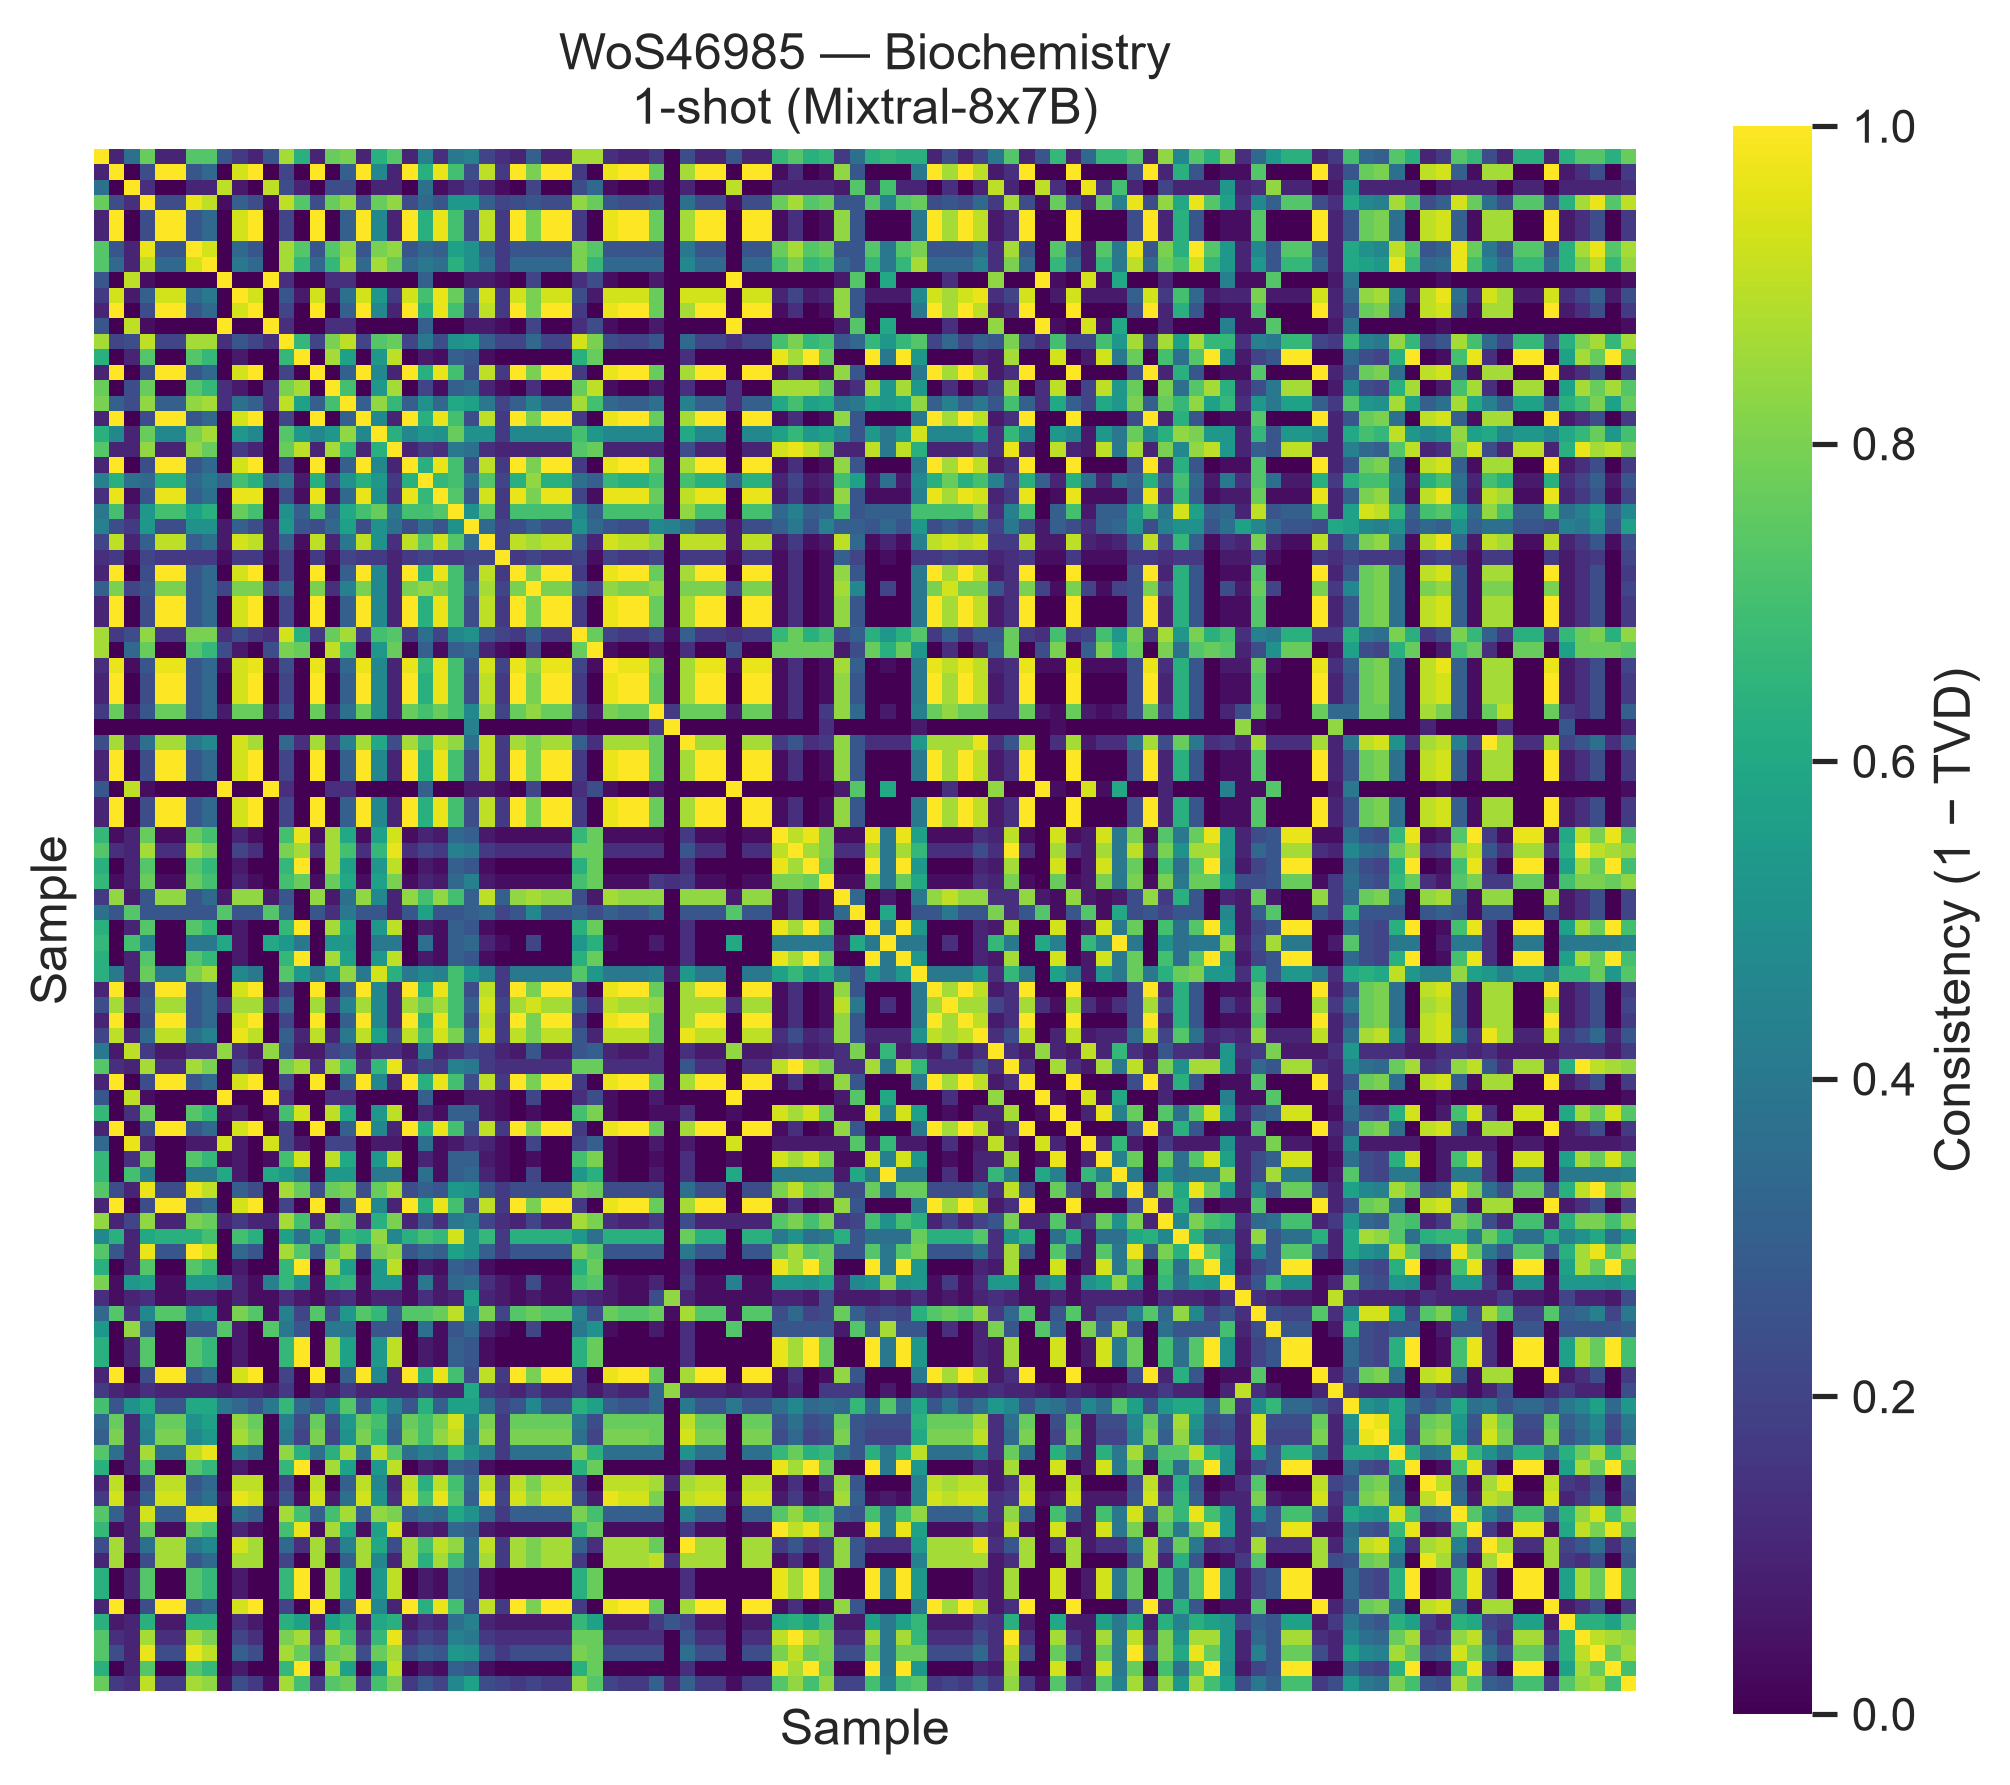 WoS46985 — Biochemistry
1-shot (Mixtral-8x7B)
Sample
Sample
1.0
0.8
0.6
0.4
0.2
0.0
Consistency (1 − TVD)